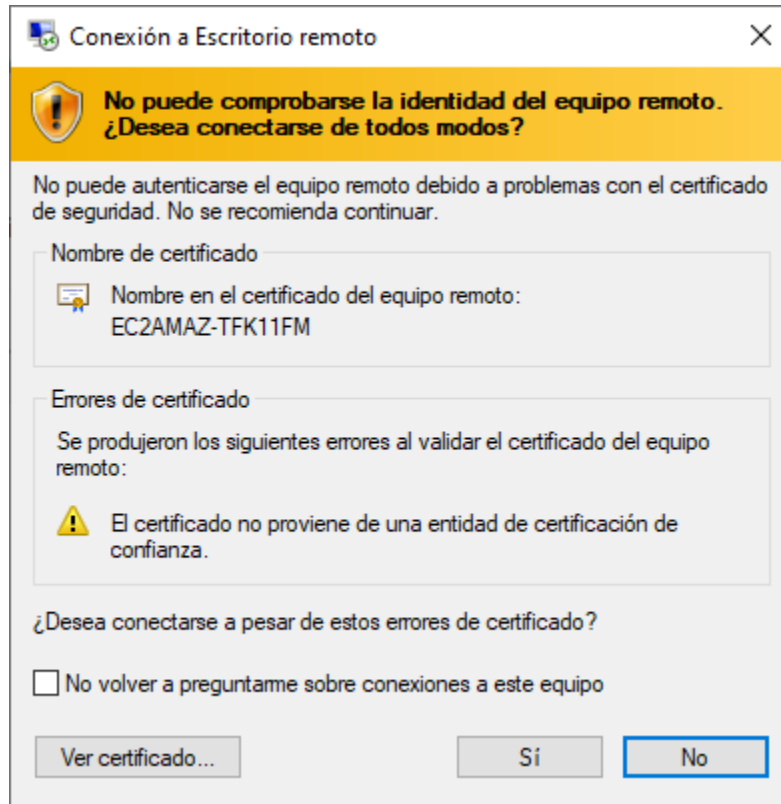 Conexión a Escritorio remoto
No puede comprobarse la identidad del equipo remoto.
¿Desea conectarse de todos modos?
No puede autenticarse el equipo remoto debido a problemas con el certificado
de seguridad. No se recomienda continuar.
Nombre de certificado
Nombre en el certificado del equipo remoto:
EC2AMAZ-TFK11FM
Errores de certificado
Se produjeron los siguientes errores al validar el certificado del equipo
remoto:
El certificado no proviene de una entidad de certificación de
confianza.
¿Desea conectarse a pesar de estos errores de certificado?
No volver a preguntarme sobre conexiones a este equipo
Ver certificado...
Sí
No